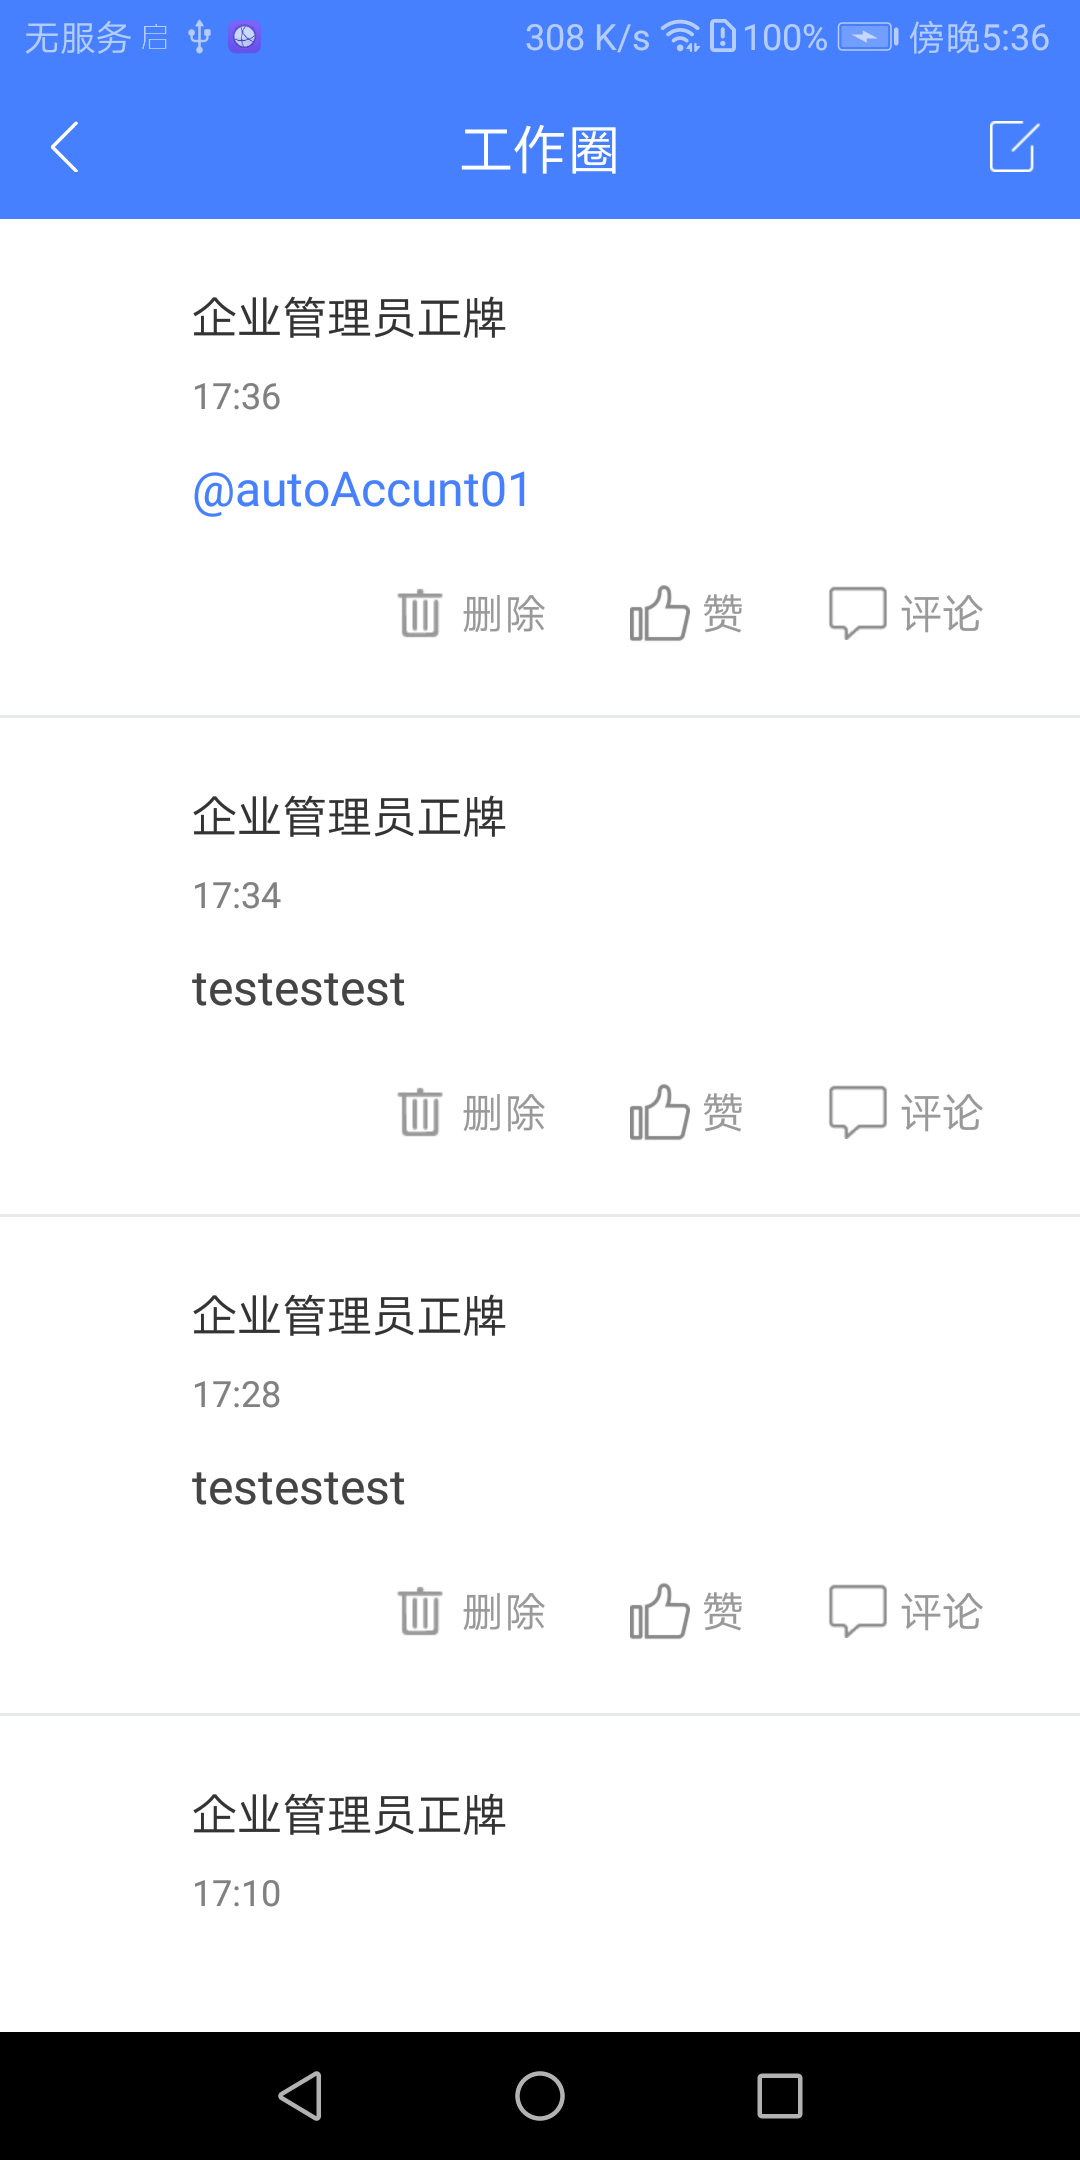 无服务 启 308 K/s 100% 傍晚5:36
工作圈
企业管理员正牌
17:36
@autoAccunt01
删除 赞 评论
企业管理员正牌
17:34
testestest
删除 赞 评论
企业管理员正牌
17:28
testestest
删除 赞 评论
企业管理员正牌
17:10